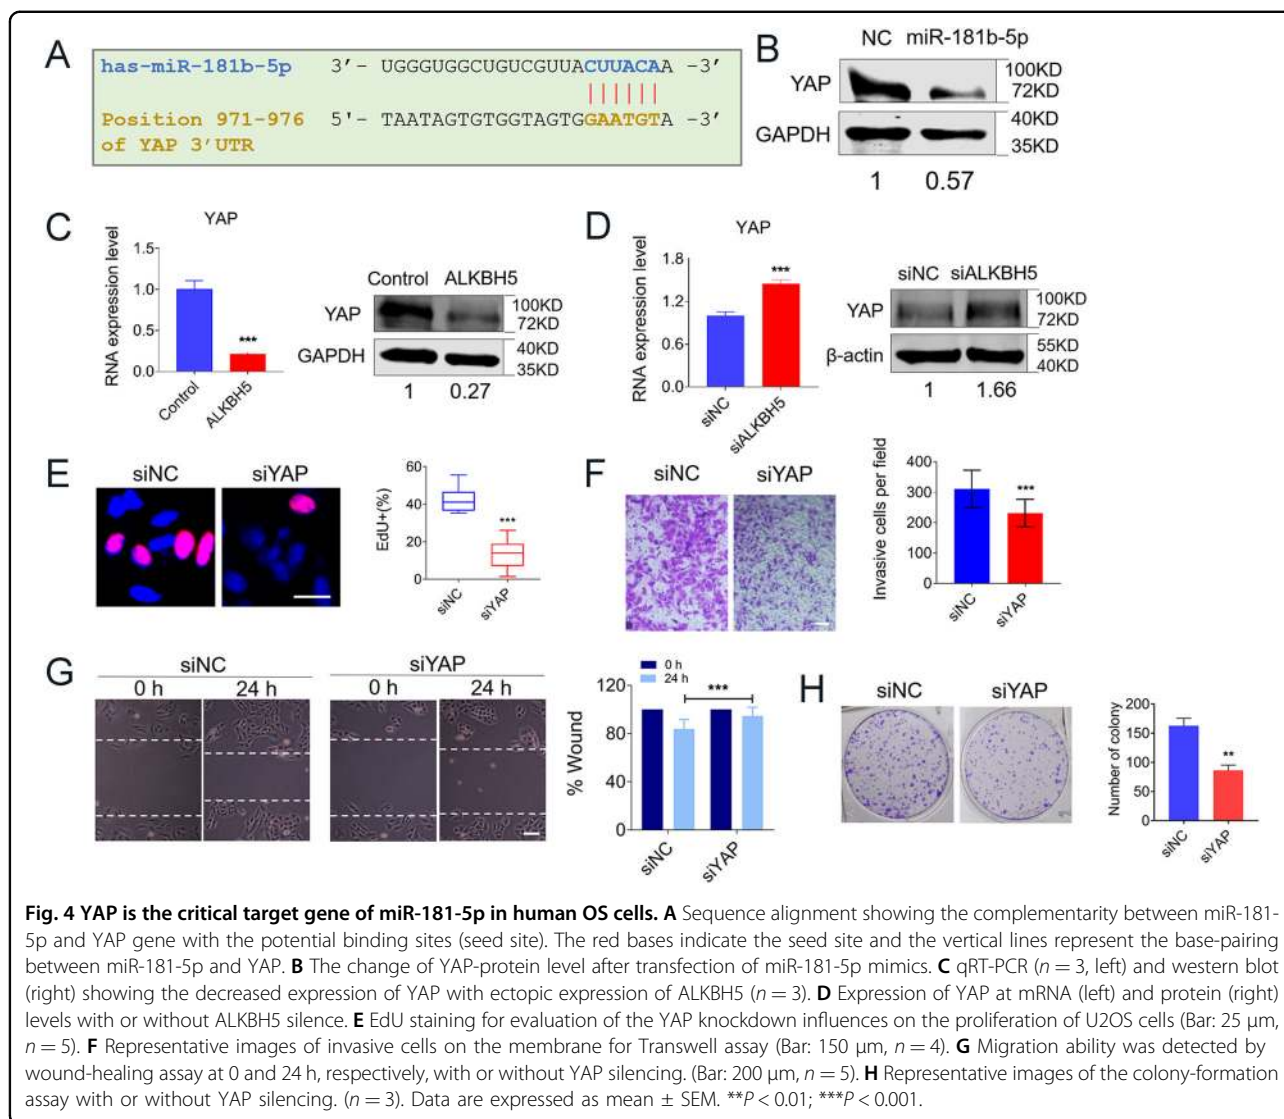 A
has-miR-181b-5p 3′- UGGGUGGCUGUCGUUACUUACAA -3′
Position 971-976 5'- TAATAGTGTGGTAGTGGAATGTA -3′
of YAP 3′UTR
B
NC miR-181b-5p
YAP
100KD
72KD
GAPDH
40KD
35KD
1 0.57
C
YAP
RNA expression level
1.5
1.0
0.5
0.0
***
Control
ALKBH5
Control ALKBH5
YAP
100KD
72KD
GAPDH
40KD
35KD
1 0.27
D
YAP
RNA expression level
1.8
1.2
0.6
0.0
***
siNC
siALKBH5
siNC siALKBH5
YAP
100KD
72KD
β-actin
55KD
40KD
1 1.66
E
siNC siYAP
EdU+(%)
60
40
20
0
***
siNC
siYAP
F
siNC siYAP
Invasive cells per field
400
300
200
100
0
***
siNC
siYAP
G
siNC siYAP
0 h 24 h 0 h 24 h
0 h
24 h
% Wound
120
80
40
0
***
siNC
siYAP
H
siNC siYAP
Number of colony
200
150
100
50
0
**
siNC
siYAP
Fig. 4 YAP is the critical target gene of miR-181-5p in human OS cells. A Sequence alignment showing the complementarity between miR-181-
5p and YAP gene with the potential binding sites (seed site). The red bases indicate the seed site and the vertical lines represent the base-pairing
between miR-181-5p and YAP. B The change of YAP-protein level after transfection of miR-181-5p mimics. C qRT-PCR (n = 3, left) and western blot
(right) showing the decreased expression of YAP with ectopic expression of ALKBH5 (n = 3). D Expression of YAP at mRNA (left) and protein (right)
levels with or without ALKBH5 silence. E EdU staining for evaluation of the YAP knockdown influences on the proliferation of U2OS cells (Bar: 25 μm,
n = 5). F Representative images of invasive cells on the membrane for Transwell assay (Bar: 150 μm, n = 4). G Migration ability was detected by
wound-healing assay at 0 and 24 h, respectively, with or without YAP silencing. (Bar: 200 μm, n = 5). H Representative images of the colony-formation
assay with or without YAP silencing. (n = 3). Data are expressed as mean ± SEM. **P < 0.01; ***P < 0.001.